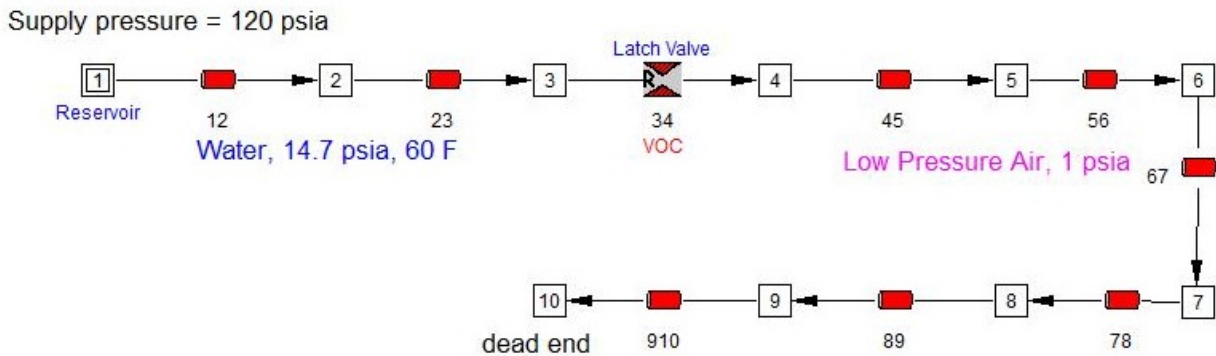 Supply pressure = 120 psia
Latch Valve
1 2 3 R 4 5 6
Reservoir
12 23 34 45 56
Water, 14.7 psia, 60 F
VOC
Low Pressure Air, 1 psia
67
10 9 8 7
dead end 910 89 78